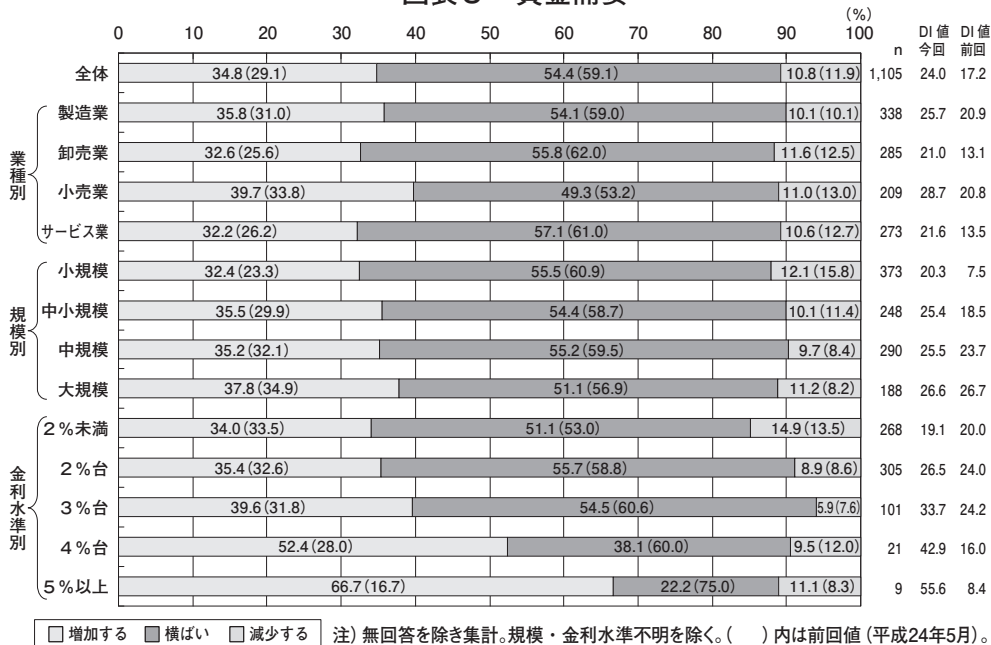 (%)
0 10 20 30 40 50 60 70 80 90 100 n DI値今回 DI値前回
全体 34.8(29.1) 54.4(59.1) 10.8(11.9) 1,105 24.0 17.2
業種別
製造業 35.8(31.0) 54.1(59.0) 10.1(10.1) 338 25.7 20.9
卸売業 32.6(25.6) 55.8(62.0) 11.6(12.5) 285 21.0 13.1
小売業 39.7(33.8) 49.3(53.2) 11.0(13.0) 209 28.7 20.8
サービス業 32.2(26.2) 57.1(61.0) 10.6(12.7) 273 21.6 13.5
規模別
小規模 32.4(23.3) 55.5(60.9) 12.1(15.8) 373 20.3 7.5
中小規模 35.5(29.9) 54.4(58.7) 10.1(11.4) 248 25.4 18.5
中規模 35.2(32.1) 55.2(59.5) 9.7(8.4) 290 25.5 23.7
大規模 37.8(34.9) 51.1(56.9) 11.2(8.2) 188 26.6 26.7
金利水準別
2%未満 34.0(33.5) 51.1(53.0) 14.9(13.5) 268 19.1 20.0
2%台 35.4(32.6) 55.7(58.8) 8.9(8.6) 305 26.5 24.0
3%台 39.6(31.8) 54.5(60.6) 5.9(7.6) 101 33.7 24.2
4%台 52.4(28.0) 38.1(60.0) 9.5(12.0) 21 42.9 16.0
5%以上 66.7(16.7) 22.2(75.0) 11.1(8.3) 9 55.6 8.4
増加する 横ばい 減少する 注)無回答を除き集計。規模・金利水準不明を除く。( )内は前回値(平成24年5月)。